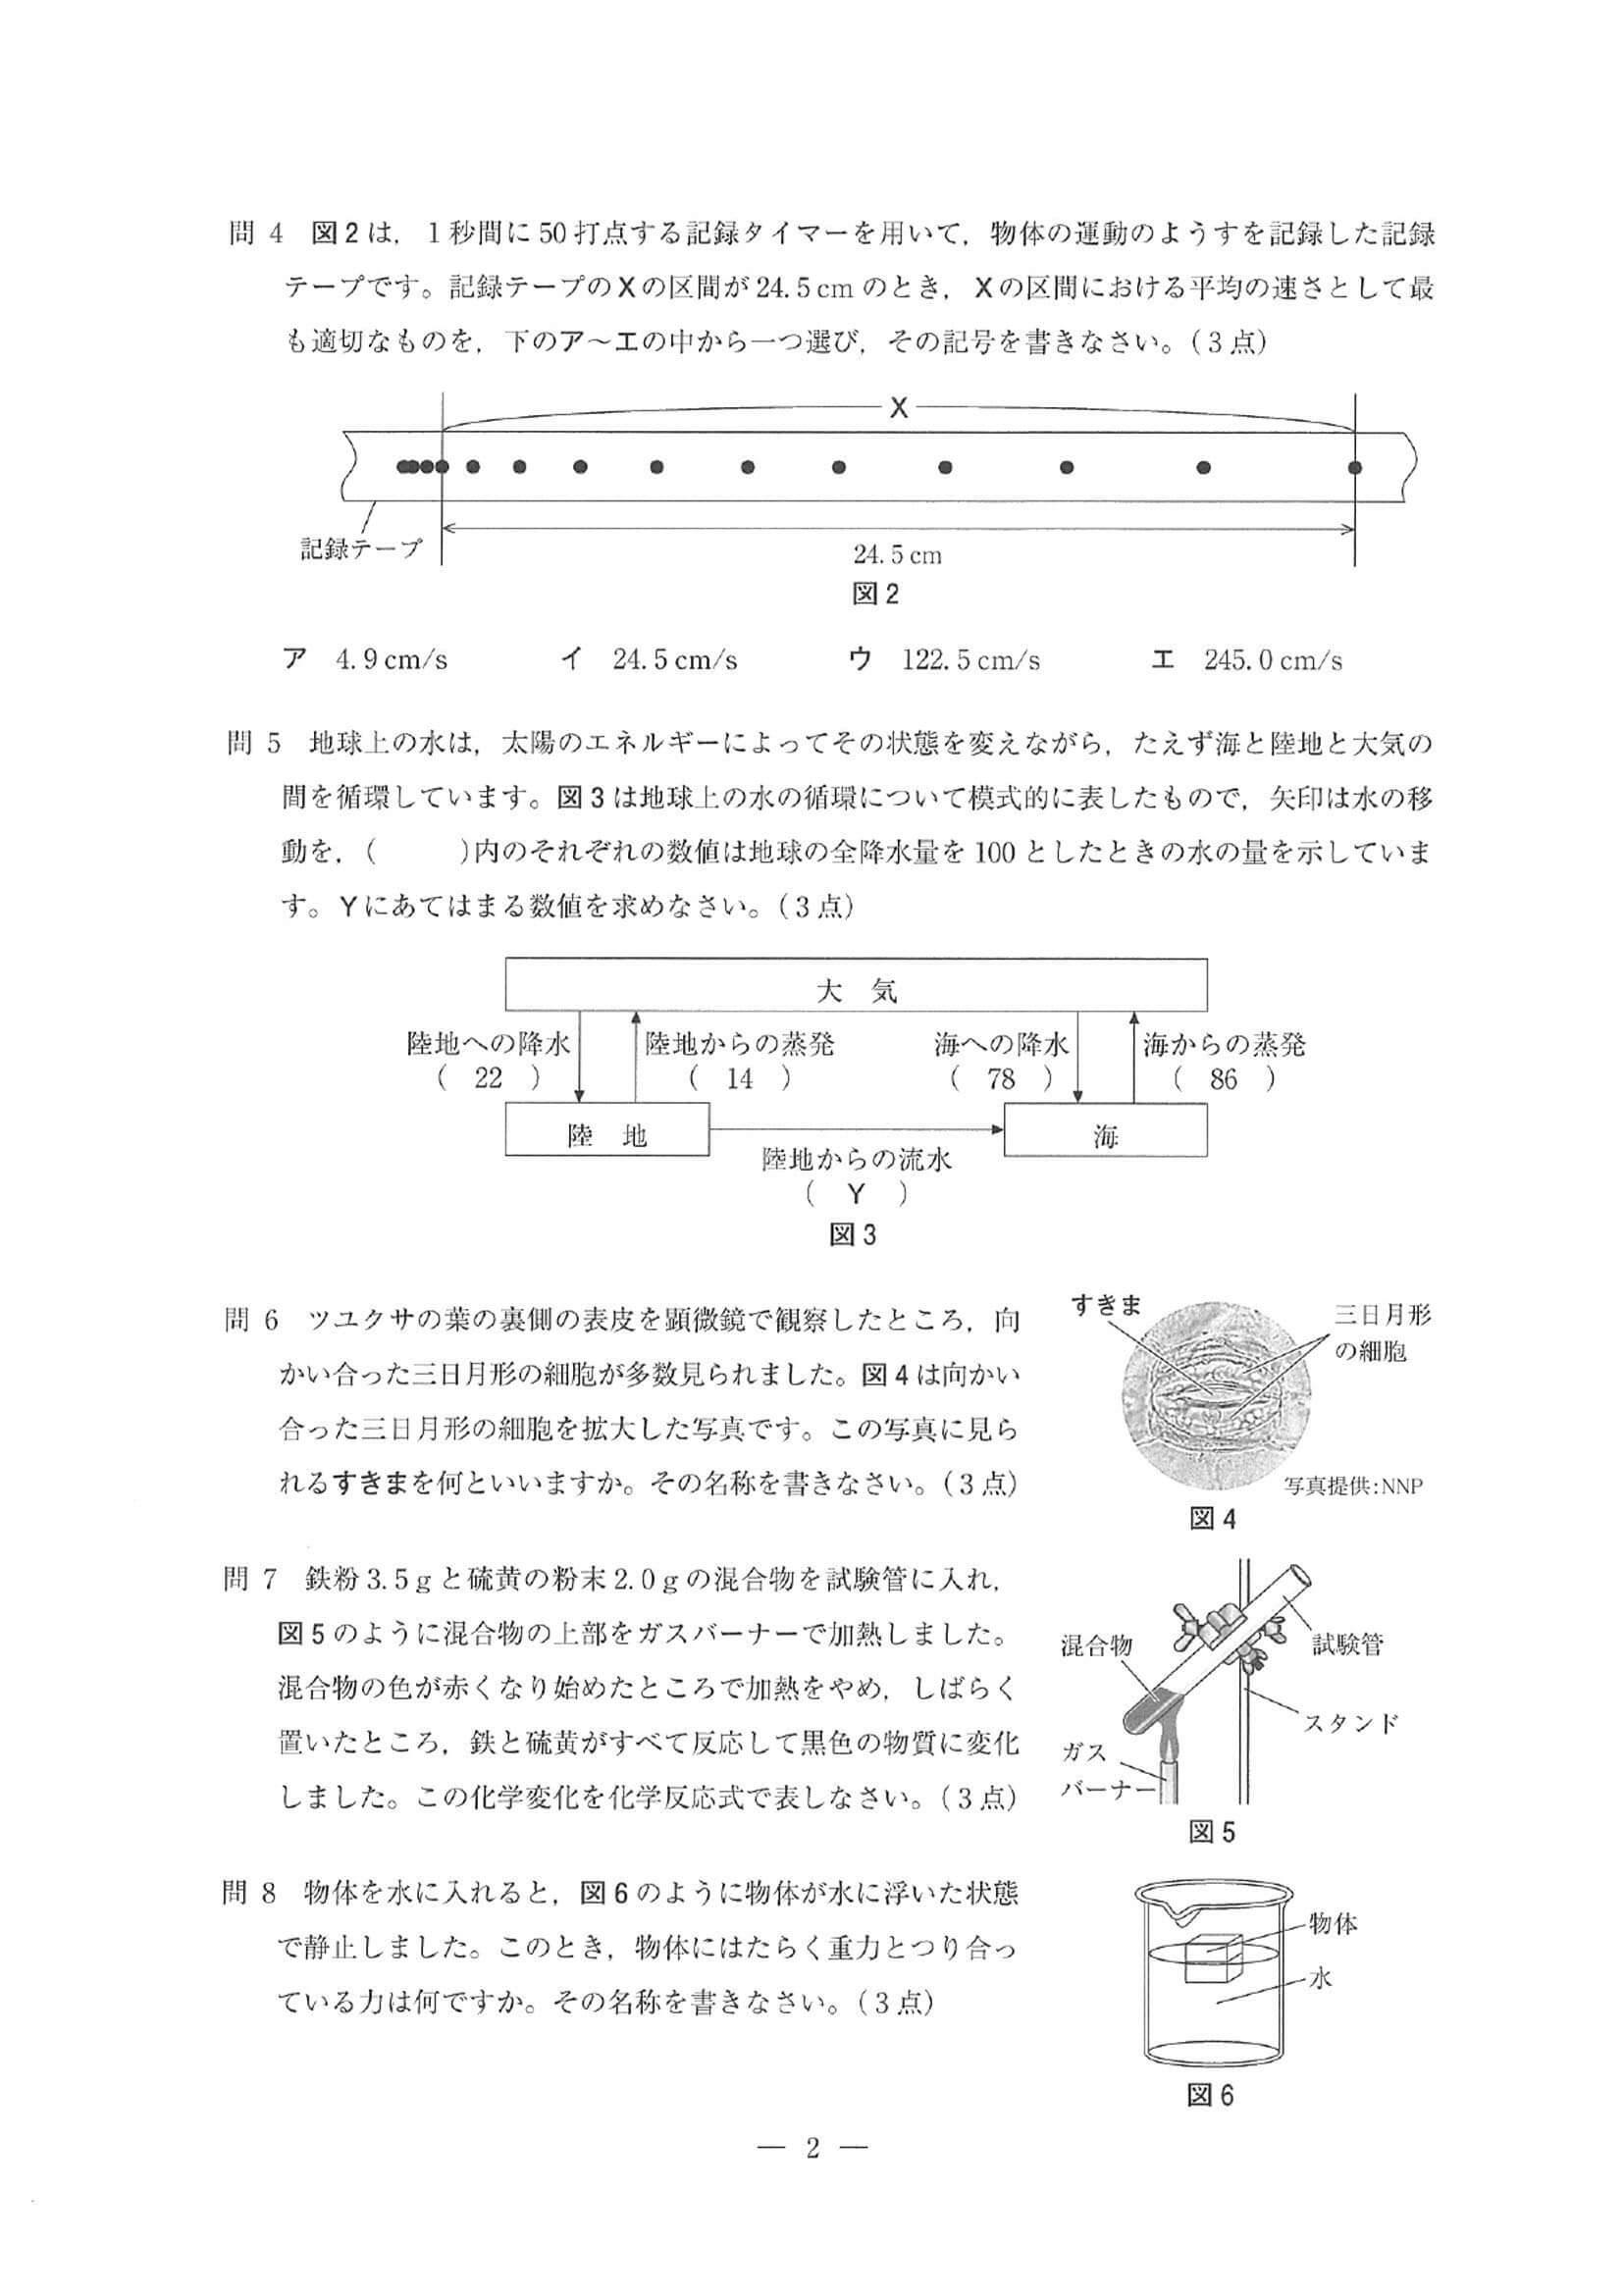 問 4　図2は，1秒間に50打点する記録タイマーを用いて，物体の運動のようすを記録した記録
テープです。記録テープのXの区間が24.5cmのとき，Xの区間における平均の速さとして最
も適切なものを，下のア～エの中から一つ選び，その記号を書きなさい。（3点）
X
記録テープ
24.5cm
図2
ア　4.9cm/s　　イ　24.5cm/s　　ウ　122.5cm/s　　エ　245.0cm/s
問 5　地球上の水は，太陽のエネルギーによってその状態を変えながら，たえず海と陸地と大気の
間を循環しています。図3は地球上の水の循環について模式的に表したもので，矢印は水の移
動を，（　　）内のそれぞれの数値は地球の全降水量を100としたときの水の量を示していま
す。Yにあてはまる数値を求めなさい。（3点）
大　気
陸地への降水　陸地からの蒸発　海への降水　海からの蒸発
（　22　）　（　14　）　（　78　）　（　86　）
陸　地　海
陸地からの流水
（　Y　）
図3
問 6　ツユクサの葉の裏側の表皮を顕微鏡で観察したところ，向
かい合った三日月形の細胞が多数見られました。図4は向かい
合った三日月形の細胞を拡大した写真です。この写真に見ら
れるすきまを何といいますか。その名称を書きなさい。（3点）
すきま
三日月形
の細胞
写真提供：NNP
図4
問 7　鉄粉3.5gと硫黄の粉末2.0gの混合物を試験管に入れ，
図5のように混合物の上部をガスバーナーで加熱しました。
混合物の色が赤くなり始めたところで加熱をやめ，しばらく
置いたところ，鉄と硫黄がすべて反応して黒色の物質に変化
しました。この化学変化を化学反応式で表しなさい。（3点）
混合物
試験管
スタンド
ガス
バーナー
図5
問 8　物体を水に入れると，図6のように物体が水に浮いた状態
で静止しました。このとき，物体にはたらく重力とつり合っ
ている力は何ですか。その名称を書きなさい。（3点）
物体
水
図6
― 2 ―